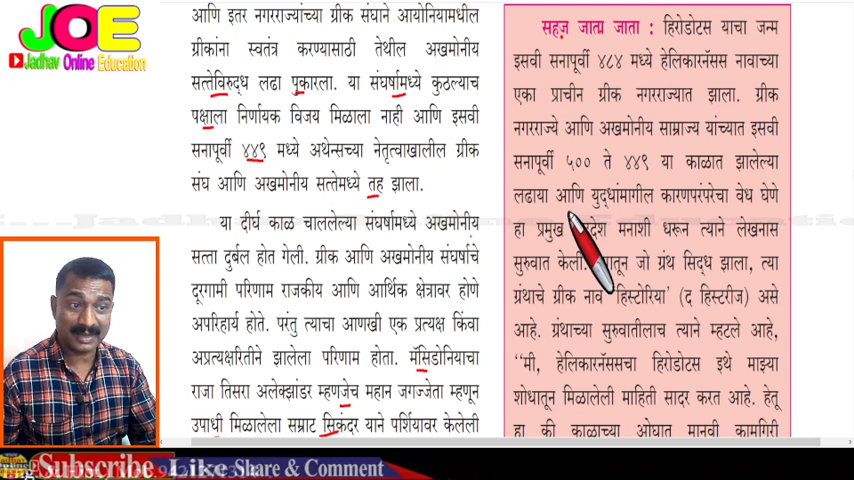 JOE
Jadhav Online Education
आणि इतर नगरराज्यांच्या ग्रीक संघाने आयोनियामधील
ग्रीकांना स्वतंत्र करण्यासाठी तेथील अखमोनीय
सत्तेविरुद्ध लढा पुकारला. या संघर्षामध्ये कुठल्याच
पक्षाला निर्णायक विजय मिळाला नाही आणि इसवी
सनापूर्वी ४४९ मध्ये अथेन्सच्या नेतृत्वाखालील ग्रीक
संघ आणि अखमोनीय सत्तेमध्ये तह झाला.
या दीर्घ काळ चाललेल्या संघर्षामध्ये अखमोनीय
सत्ता दुर्बल होत गेली. ग्रीक आणि अखमोनीय संघर्षाचे
दूरगामी परिणाम राजकीय आणि आर्थिक क्षेत्रावर होणे
अपरिहार्य होते. परंतु त्याचा आणखी एक प्रत्यक्ष किंवा
अप्रत्यक्षरितीने झालेला परिणाम होता. मॅसिडोनियाचा
राजा तिसरा अलेक्झांडर म्हणजेच महान जगज्जेता म्हणून
उपाधी मिळालेला सम्राट सिकंदर याने पर्शियावर केलेली
सहज जाता जाता : हिरोडोटस याचा जन्म
इसवी सनापूर्वी ४८४ मध्ये हेलिकारनॅसस नावाच्या
एका प्राचीन ग्रीक नगरराज्यात झाला. ग्रीक
नगरराज्ये आणि अखमोनीय साम्राज्य यांच्यात इसवी
सनापूर्वी ५०० ते ४४९ या काळात झालेल्या
लढाया आणि युद्धांमागील कारणपरंपरेचा वेध घेणे
हा प्रमुख मनाशी धरून त्याने लेखनास
सुरुवात केली. जो ग्रंथ सिद्ध झाला, त्या
ग्रंथाचे ग्रीक नाव 'हिस्टोरिया' (द हिस्टरीज) असे
आहे. ग्रंथाच्या सुरुवातीलाच त्याने म्हटले आहे,
“मी, हेलिकारनॅससचा हिरोडोटस इथे माझ्या
शोधातून मिळालेली माहिती सादर करत आहे. हेतू
हा की काळाच्या ओघात मानवी कामगिरी
Subscribe Like Share & Comment